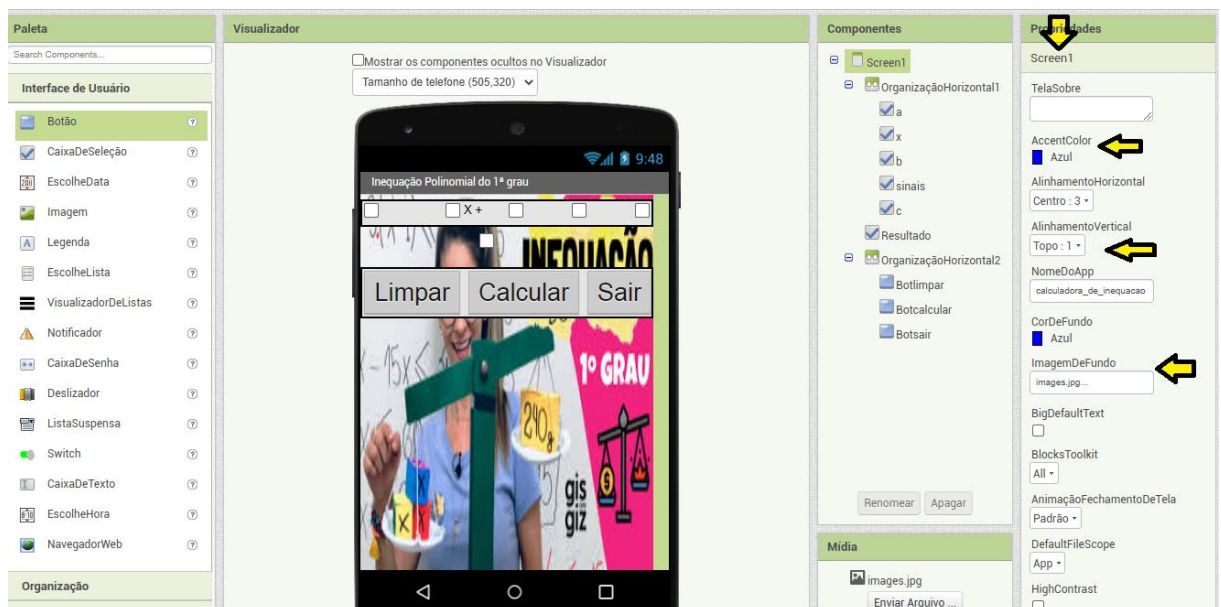 Paleta
Search Components...
Interface de Usuário
Botão
CaixaDeSeleção
EscolheData
Imagem
Legenda
EscolheLista
VisualizadorDeListas
Notificador
CaixaDeSenha
Deslizador
ListaSuspensa
Switch
CaixaDeTexto
EscolheHora
NavegadorWeb
Organização
Visualizador
Mostrar os componentes ocultos no Visualizador
Tamanho de telefone (505,320)
9:48
Inequação Polinomial do 1ª grau
X +
INEQUAÇÃO
Limpar Calcular Sair
1º GRAU
240g
X X
gis
giz
Componentes
Screen1
OrganizaçãoHorizontal1
a
x
b
sinais
c
Resultado
OrganizaçãoHorizontal2
Botlimpar
Botcalcular
Botsair
Renomear Apagar
Mídia
images.jpg
Enviar Arquivo ...
Propriedades
Screen1
TelaSobre
AccentColor
Azul
AlinhamentoHorizontal
Centro : 3
AlinhamentoVertical
Topo : 1
NomeDoApp
calculadora_de_inequacao
CorDeFundo
Azul
ImagemDeFundo
images.jpg...
BigDefaultText
BlocksToolkit
All
AnimaçãoFechamentoDeTela
Padrão
DefaultFileScope
App
HighContrast